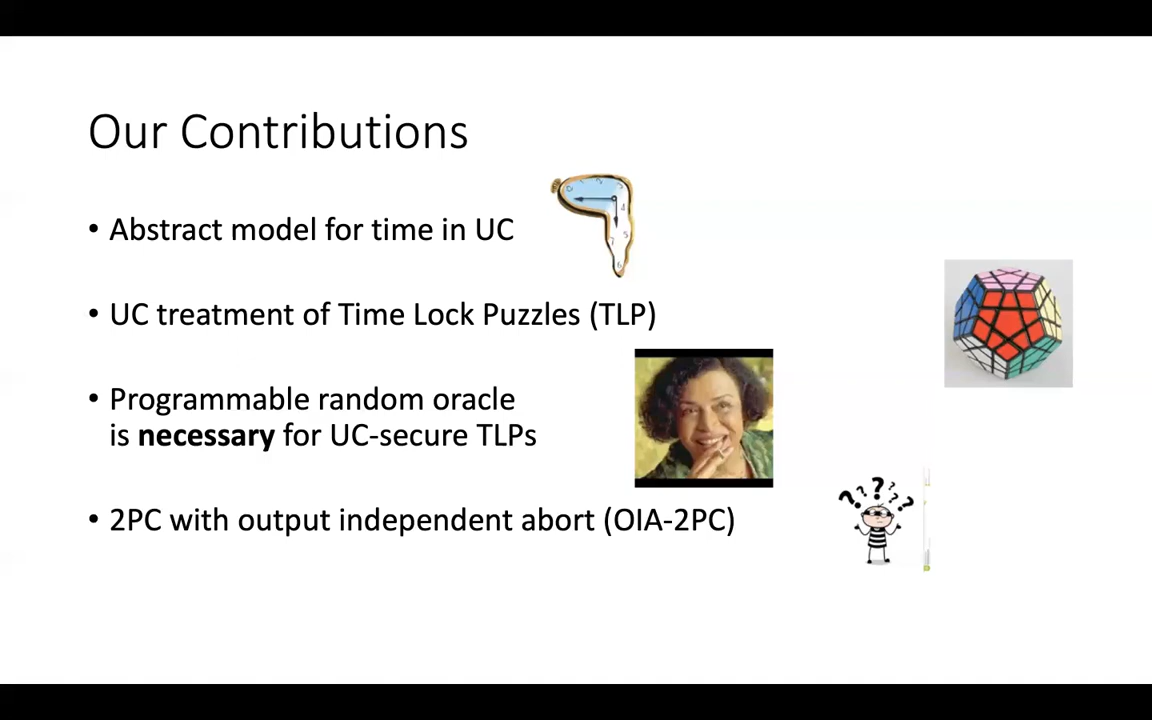 Our Contributions
• Abstract model for time in UC
• UC treatment of Time Lock Puzzles (TLP)
• Programmable random oracle
is necessary for UC-secure TLPs
• 2PC with output independent abort (OIA-2PC)